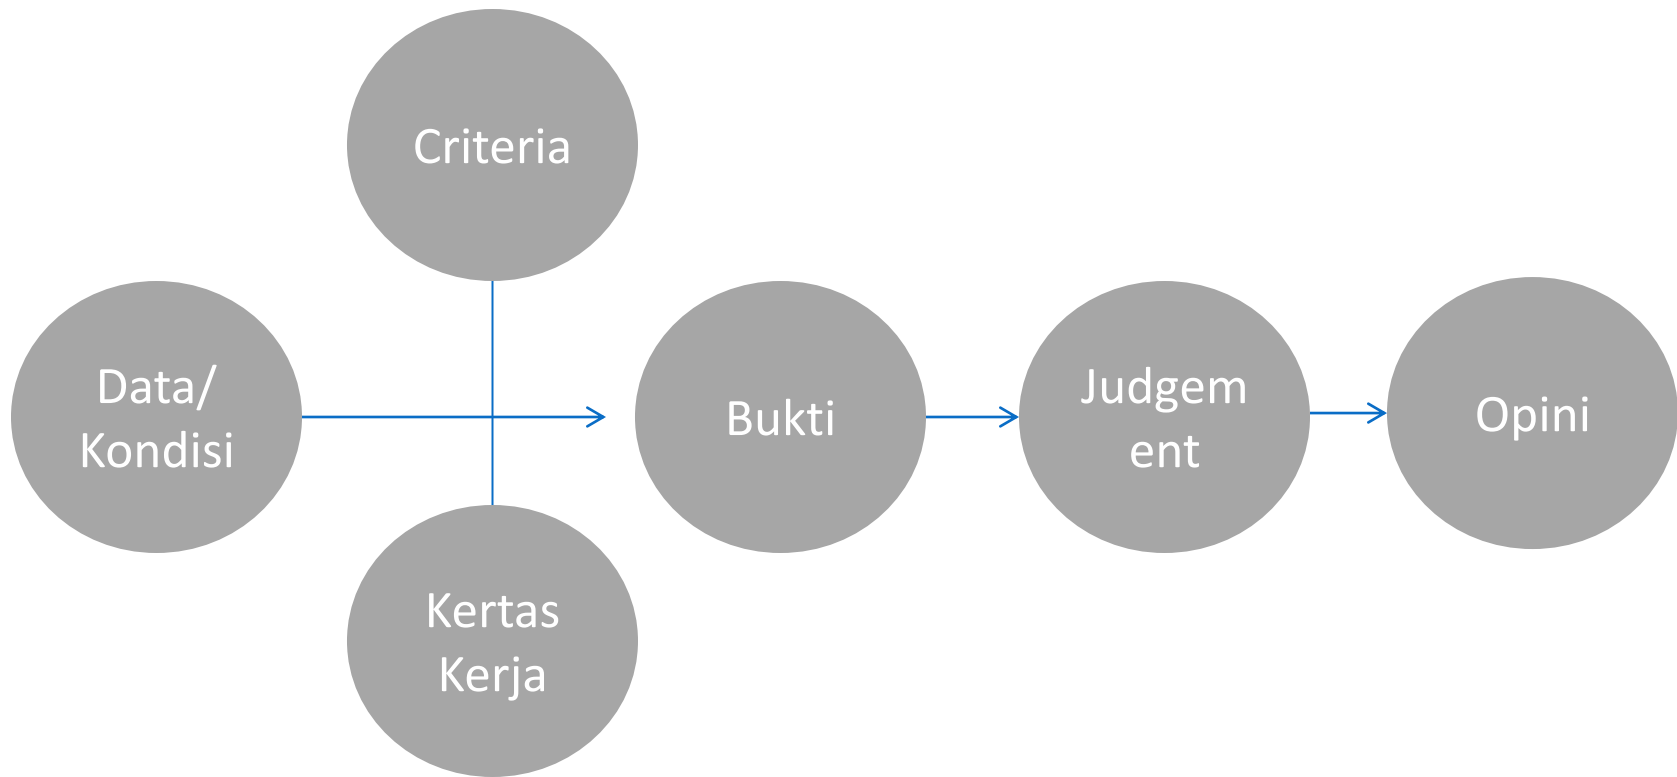 Criteria
Data/
Kondisi
Kertas
Kerja
Bukti
Judgem
ent
Opini